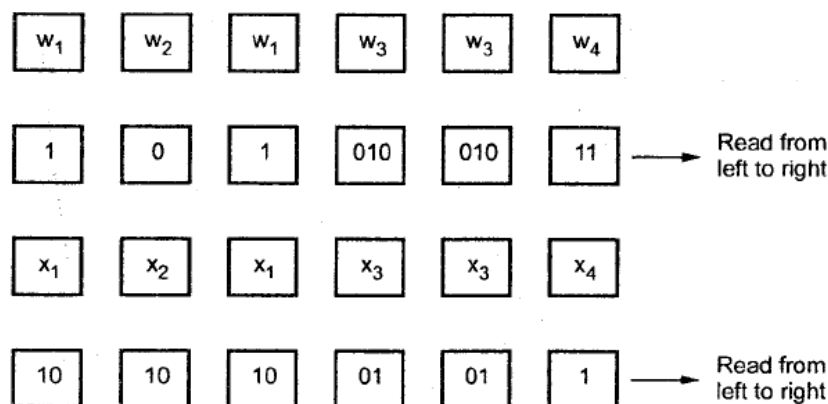 w₁ w₂ w₁ w₃ w₃ w₄
1 0 1 010 010 11 Read from
left to right
x₁ x₂ x₁ x₃ x₃ x₄
10 10 10 01 01 1 Read from
left to right